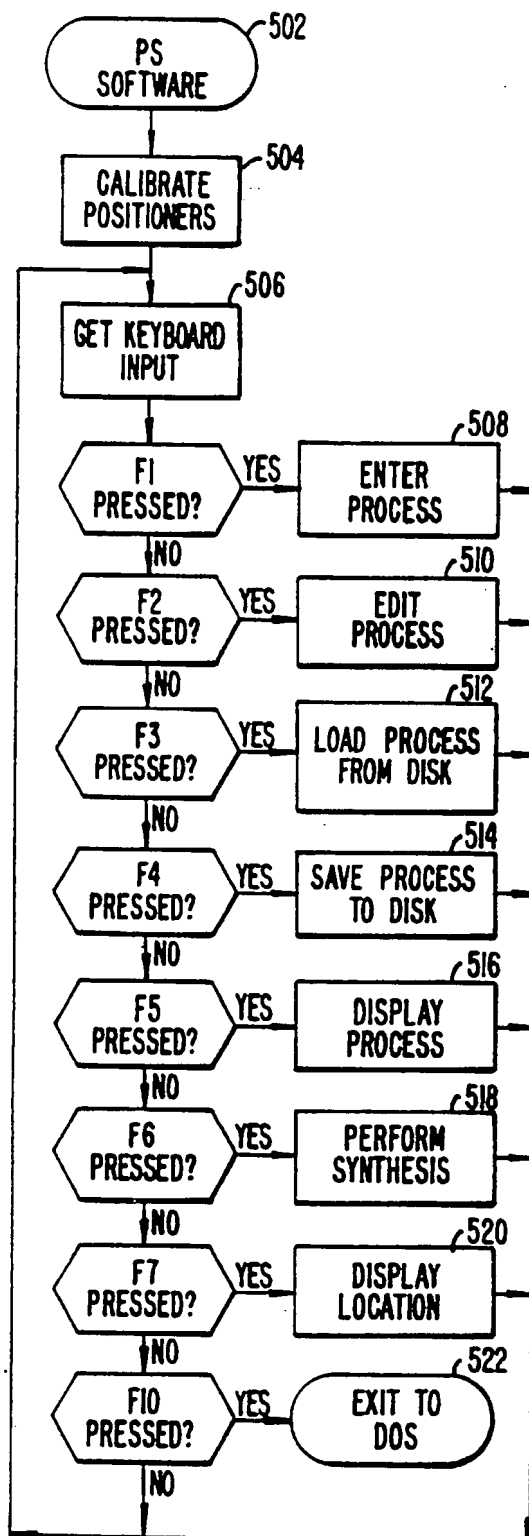 502
PS
SOFTWARE
504
CALIBRATE
POSITIONERS
506
GET KEYBOARD
INPUT
F1
PRESSED?
YES
508
ENTER
PROCESS
NO
F2
PRESSED?
YES
510
EDIT
PROCESS
NO
F3
PRESSED?
YES
512
LOAD PROCESS
FROM DISK
NO
F4
PRESSED?
YES
514
SAVE PROCESS
TO DISK
NO
F5
PRESSED?
YES
516
DISPLAY
PROCESS
NO
F6
PRESSED?
YES
518
PERFORM
SYNTHESIS
NO
F7
PRESSED?
YES
520
DISPLAY
LOCATION
NO
F10
PRESSED?
YES
522
EXIT TO
DOS
NO